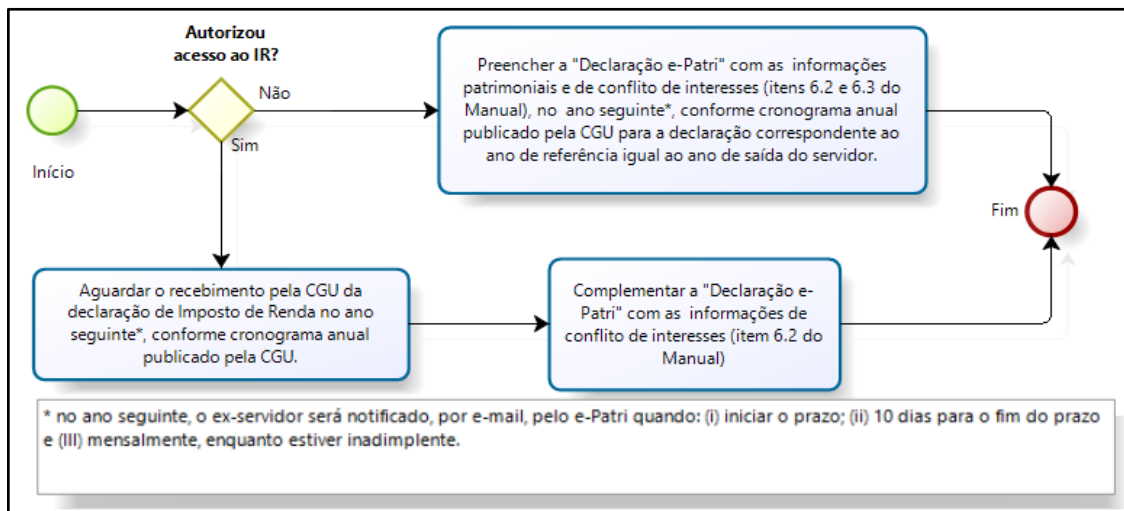 Autorizou
acesso ao IR?
Início
Não
Sim
Preencher a "Declaração e-Patri" com as informações
patrimoniais e de conflito de interesses (itens 6.2 e 6.3 do
Manual), no ano seguinte*, conforme cronograma anual
publicado pela CGU para a declaração correspondente ao
ano de referência igual ao ano de saída do servidor.
Fim
Aguardar o recebimento pela CGU da
declaração de Imposto de Renda no ano
seguinte*, conforme cronograma anual
publicado pela CGU.
Complementar a "Declaração e-
Patri" com as informações de
conflito de interesses (item 6.2 do
Manual)
* no ano seguinte, o ex-servidor será notificado, por e-mail, pelo e-Patri quando: (i) iniciar o prazo; (ii) 10 dias para o fim do prazo
e (III) mensalmente, enquanto estiver inadimplente.